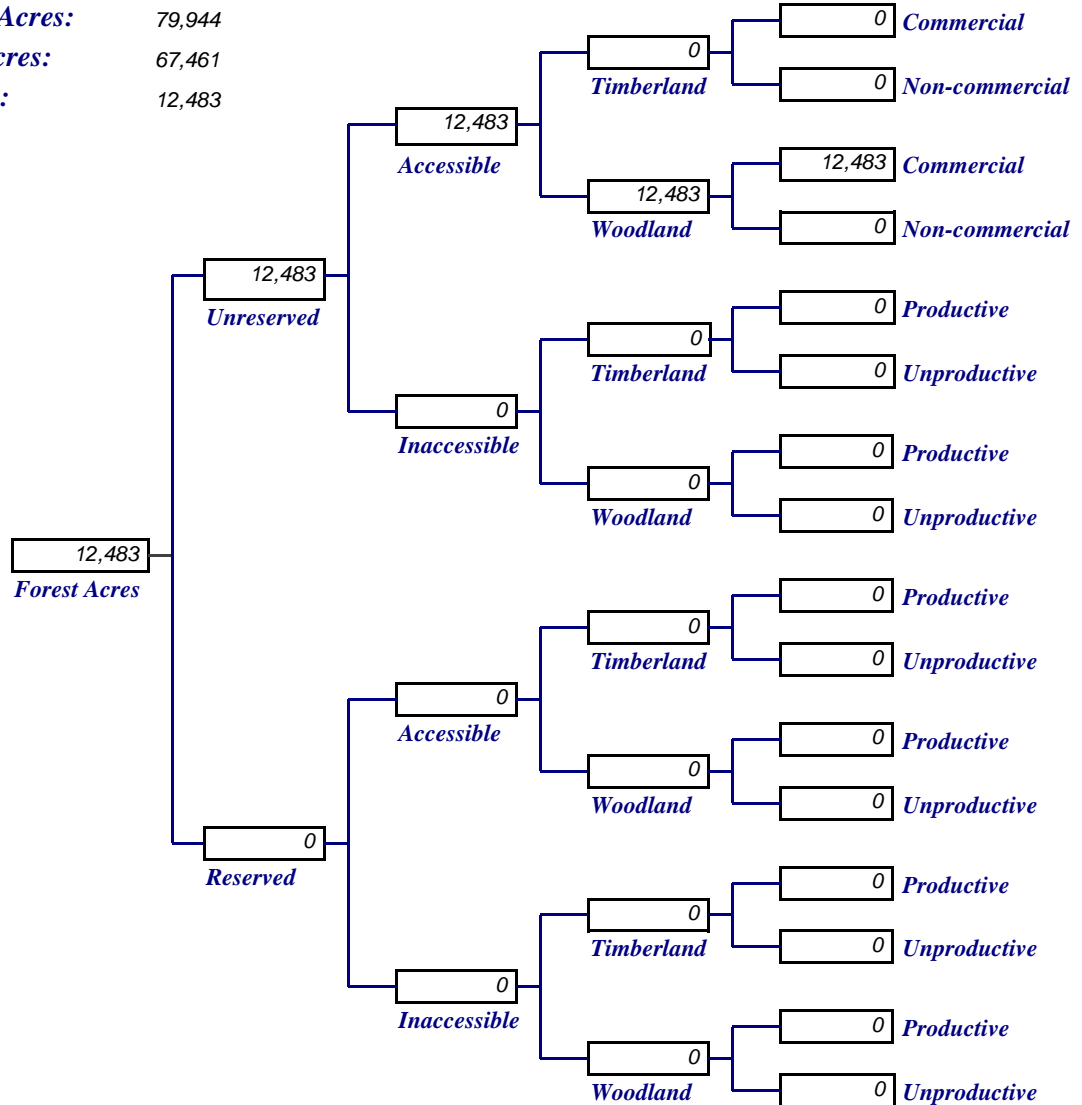 Acres: 79,944
cres: 67,461
: 12,483
0 Commercial
0 Timberland
0 Non-commercial
12,483 Accessible
12,483 Commercial
12,483 Woodland
0 Non-commercial
12,483 Unreserved
0 Productive
0 Timberland
0 Unproductive
0 Inaccessible
0 Productive
0 Woodland
0 Unproductive
12,483 Forest Acres
0 Productive
0 Timberland
0 Unproductive
0 Accessible
0 Productive
0 Woodland
0 Unproductive
0 Reserved
0 Productive
0 Timberland
0 Unproductive
0 Inaccessible
0 Productive
0 Woodland
0 Unproductive